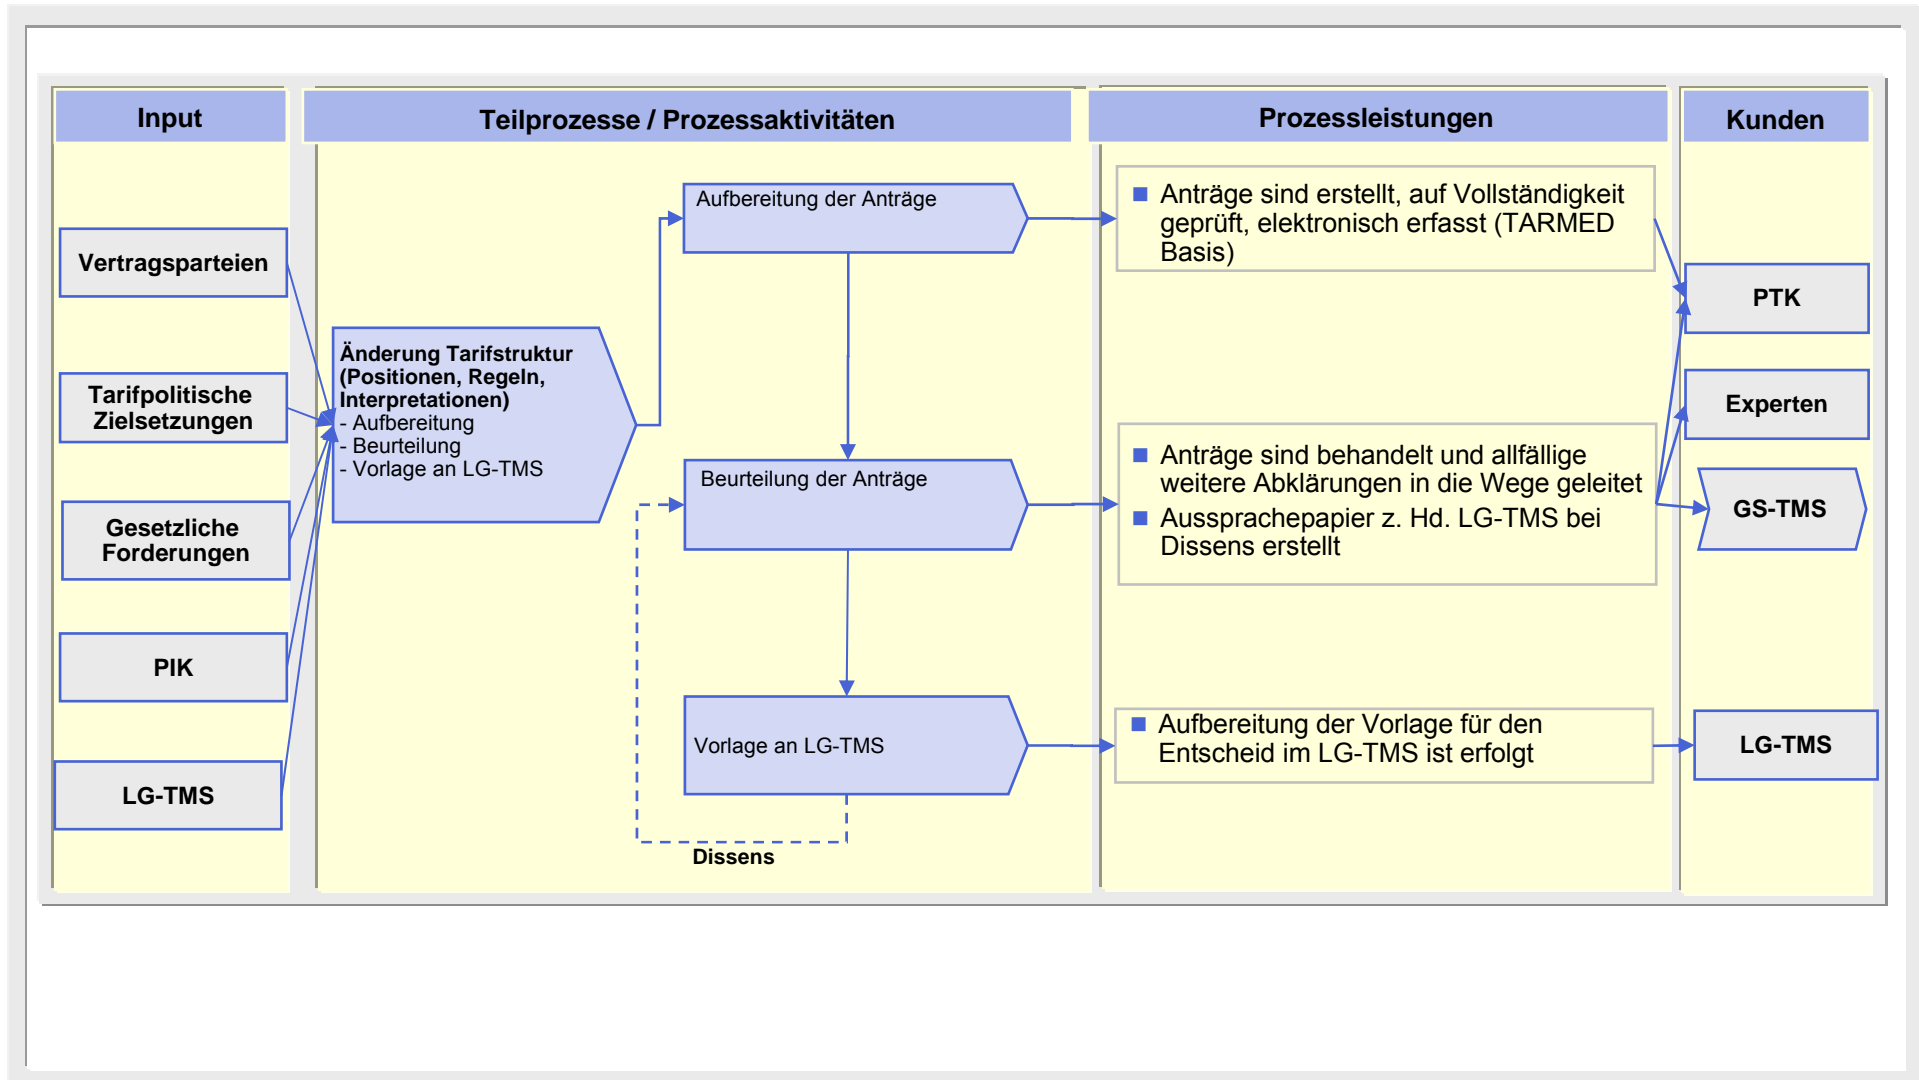 Input
Teilprozesse / Prozessaktivitäten
Prozessleistungen
Kunden
Vertragsparteien
Tarifpolitische
Zielsetzungen
Gesetzliche
Forderungen
PIK
LG-TMS
Änderung Tarifstruktur
(Positionen, Regeln,
Interpretationen)
- Aufbereitung
- Beurteilung
- Vorlage an LG-TMS
Aufbereitung der Anträge
Beurteilung der Anträge
Vorlage an LG-TMS
Dissens
■ Anträge sind erstellt, auf Vollständigkeit
geprüft, elektronisch erfasst (TARMED
Basis)
■ Anträge sind behandelt und allfällige
weitere Abklärungen in die Wege geleitet
■ Aussprachepapier z. Hd. LG-TMS bei
Dissens erstellt
■ Aufbereitung der Vorlage für den
Entscheid im LG-TMS ist erfolgt
PTK
Experten
GS-TMS
LG-TMS